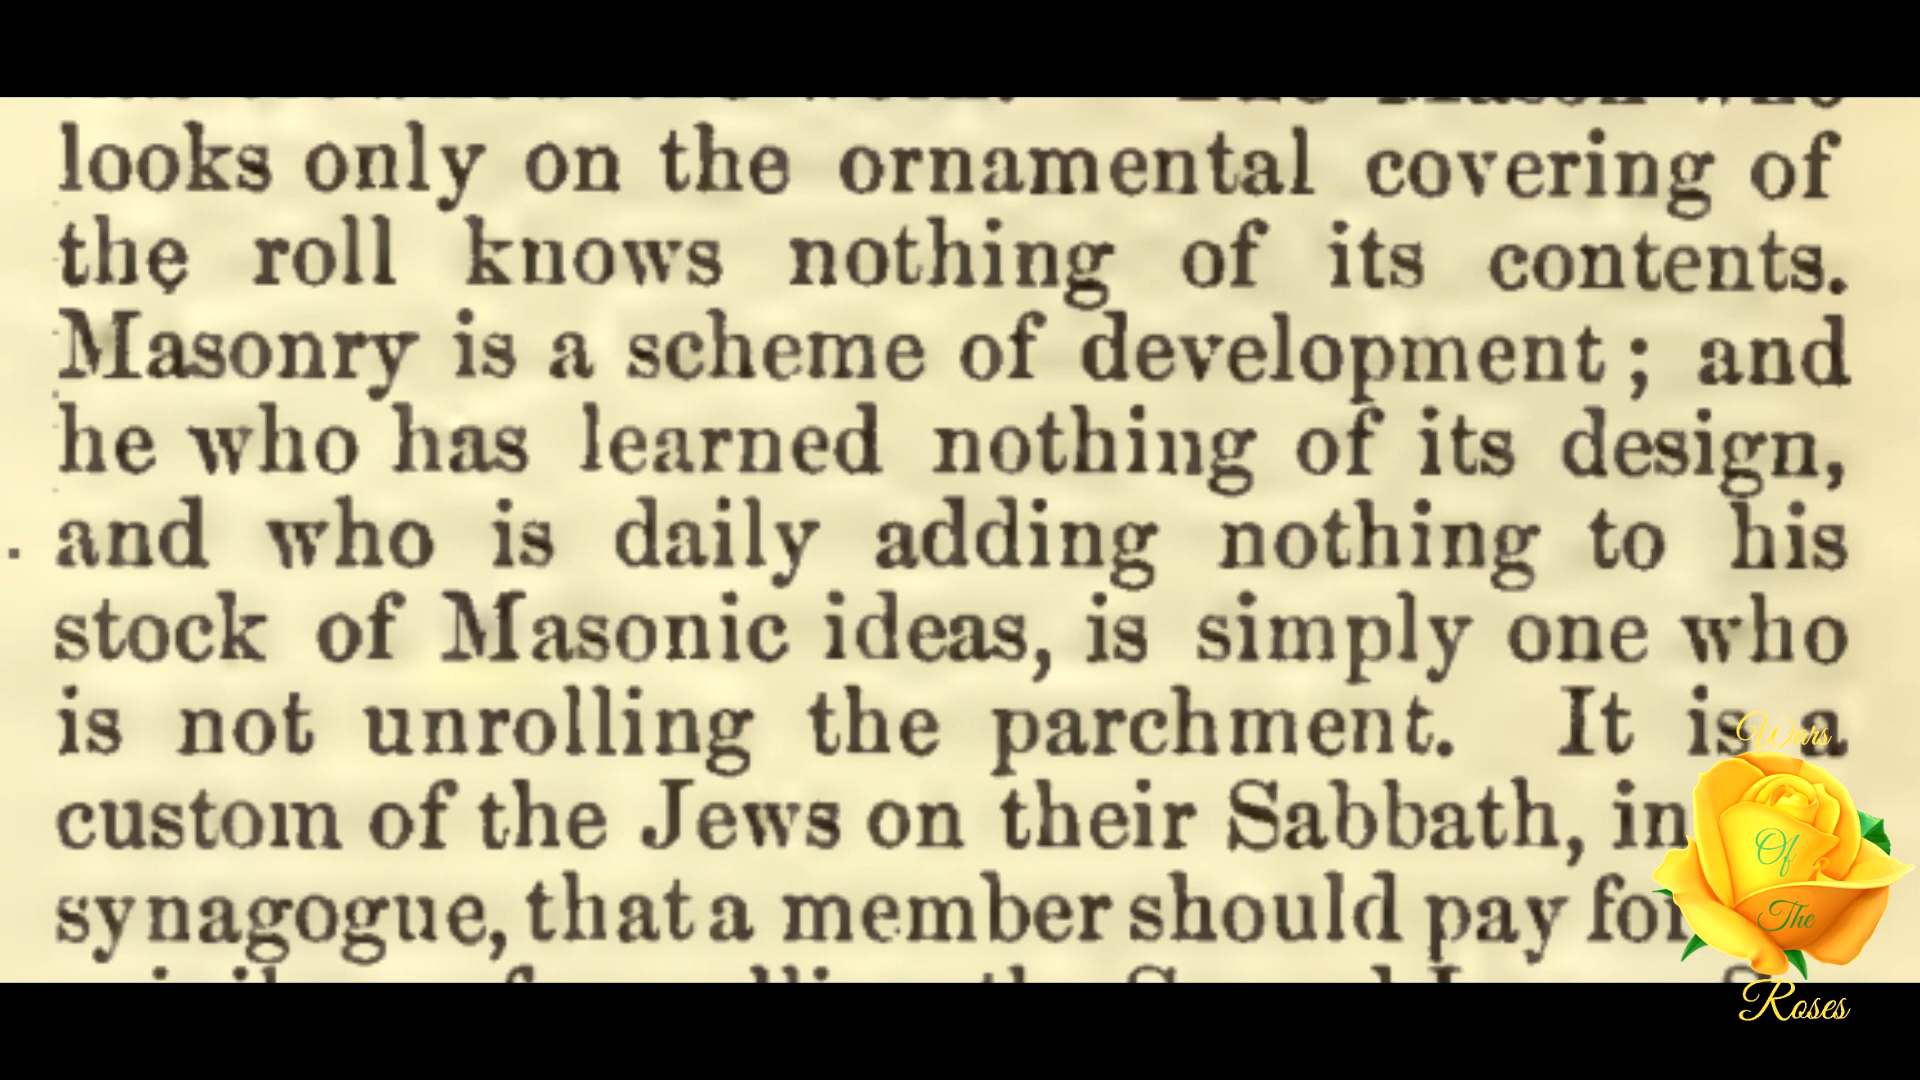 looks only on the ornamental covering of
the roll knows nothing of its contents.
Masonry is a scheme of development; and
he who has learned nothing of its design,
and who is daily adding nothing to his
stock of Masonic ideas, is simply one who
is not unrolling the parchment. It is a
custom of the Jews on their Sabbath, in
synagogue, that a member should pay for
Wars
Of
The
Roses